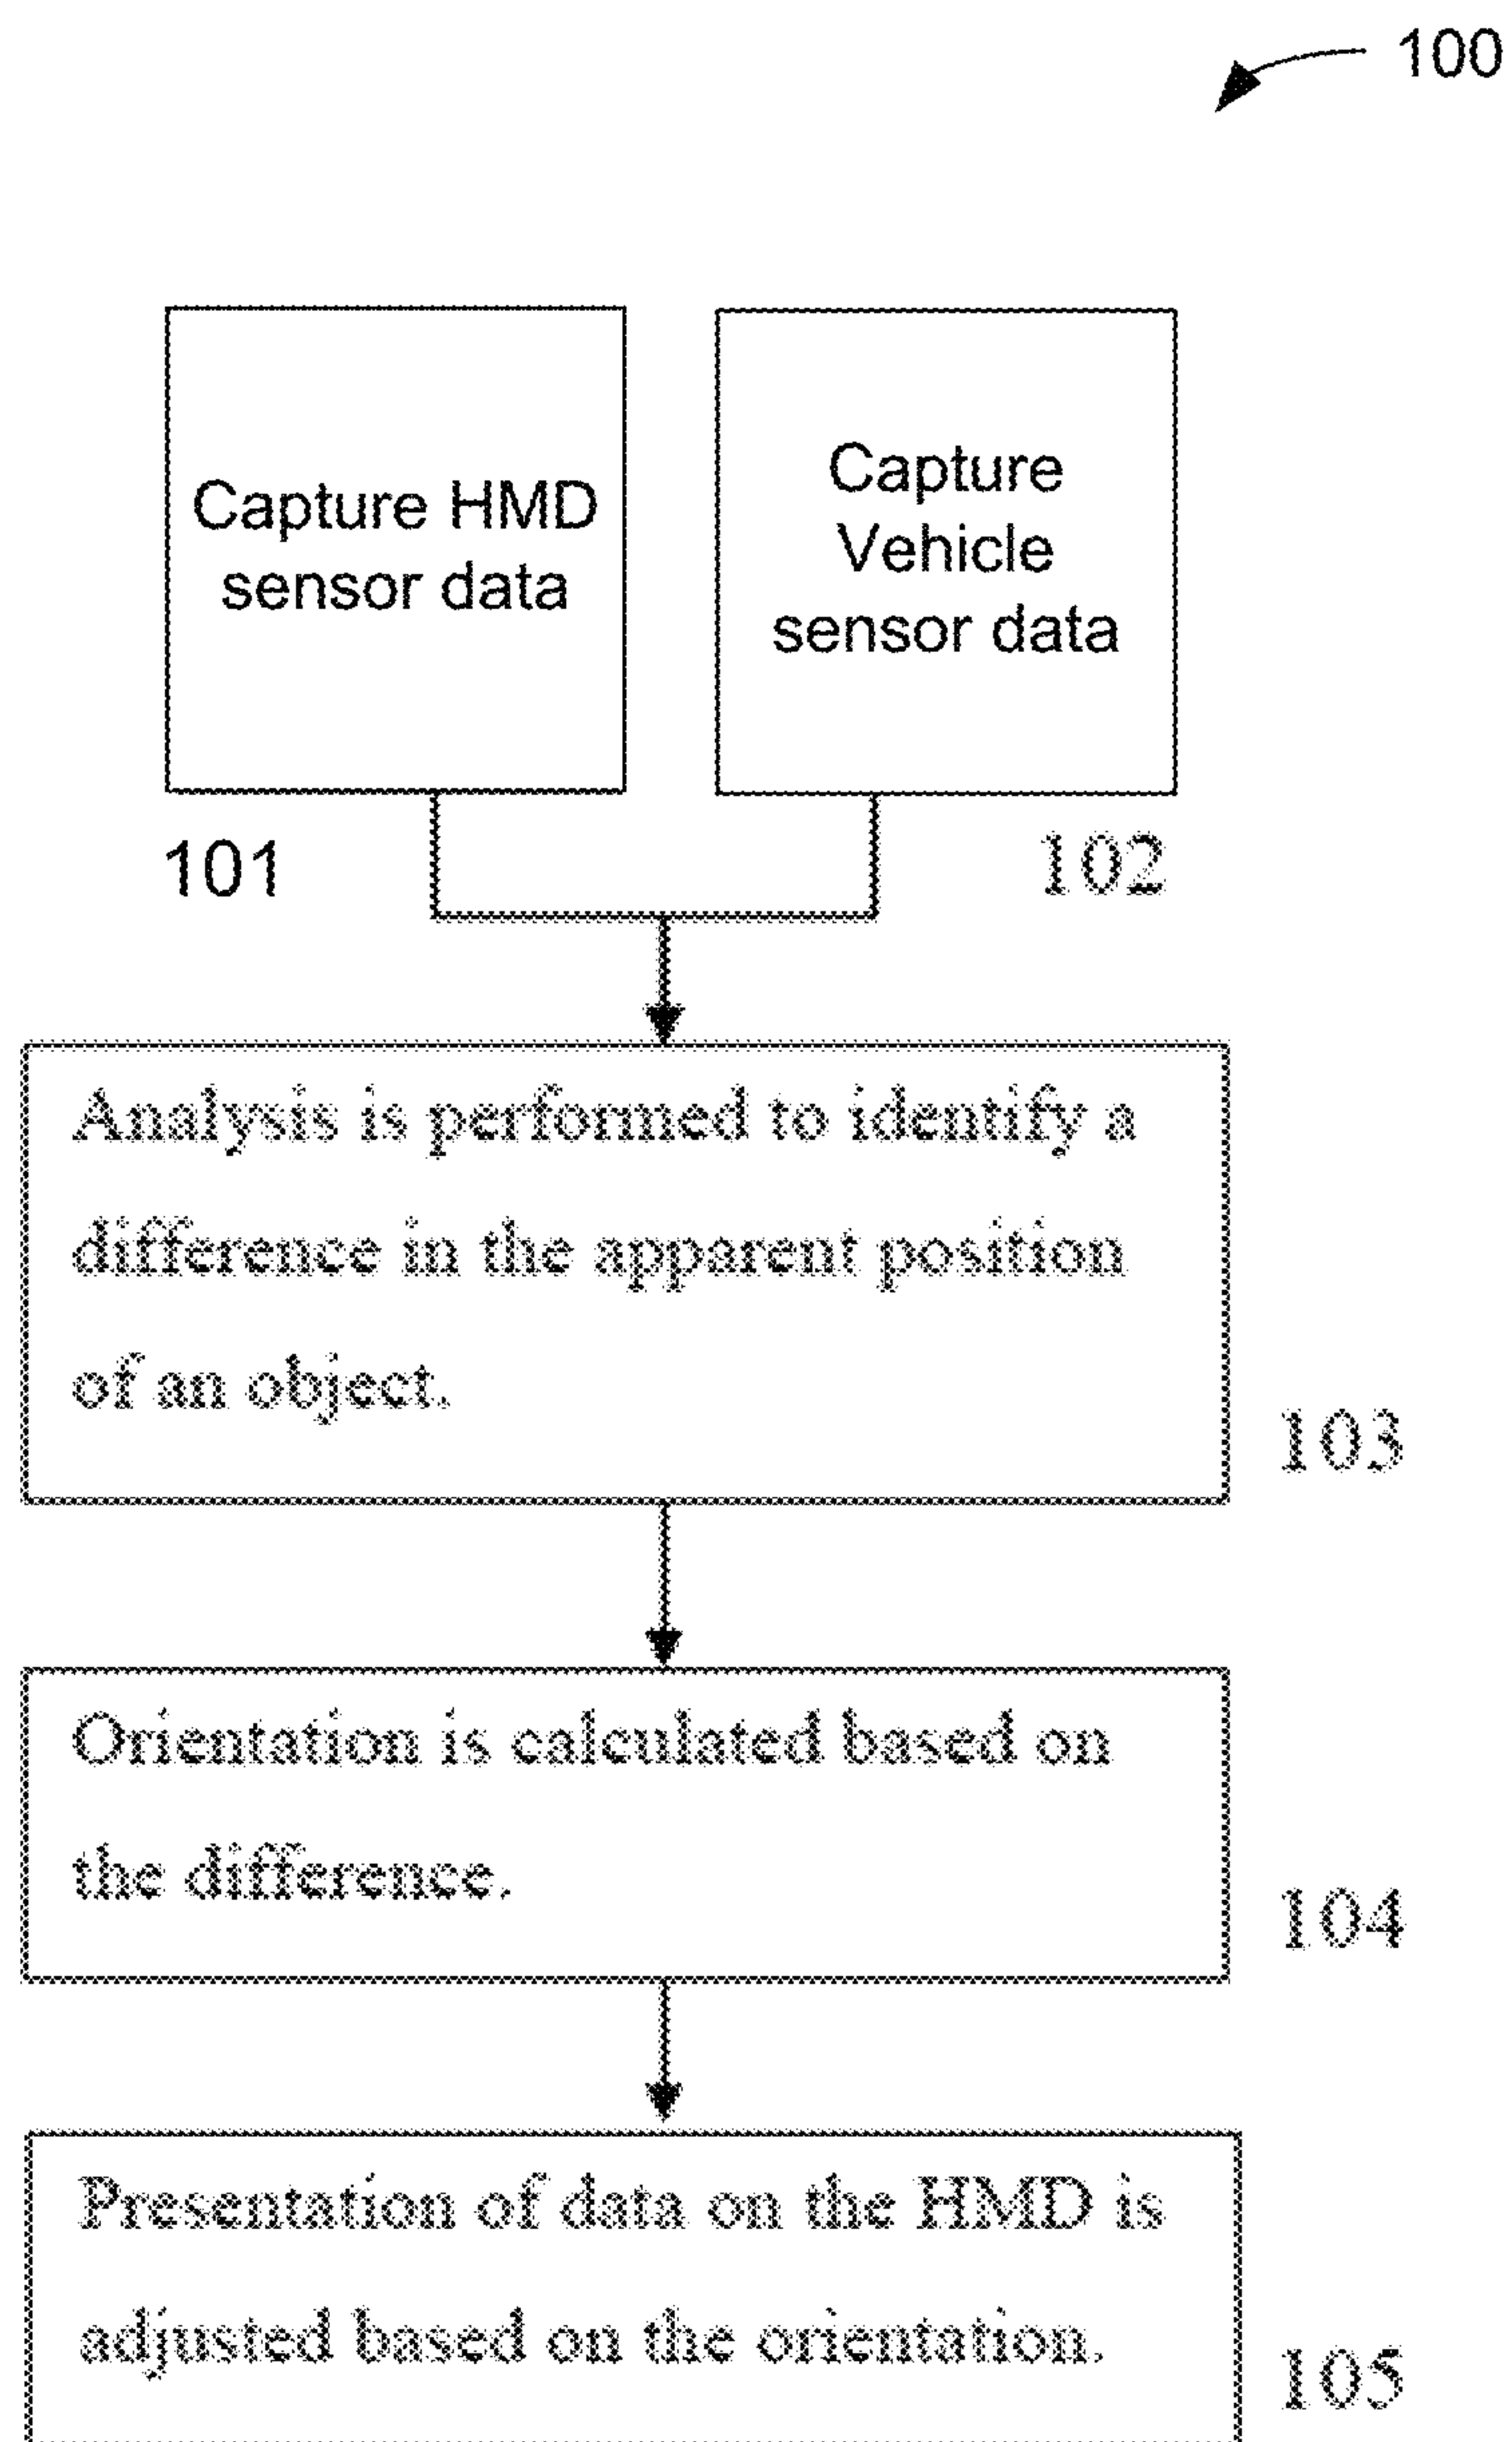 100
Capture HMD
sensor data
Capture
Vehicle
sensor data
101
102
Analysis is performed to identify a
difference in the apparent position
of an object.
103
Orientation is calculated based on
the difference.
104
Presentation of data on the HMD is
adjusted based on the orientation.
105